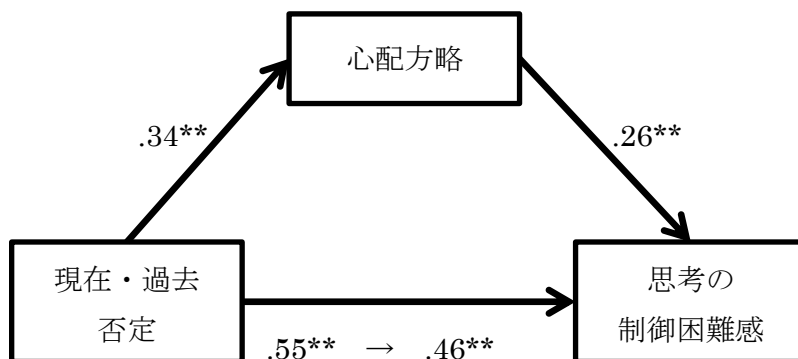 心配方略
.34**
.26**
現在・過去
否定
思考の
制御困難感
.55** → .46**